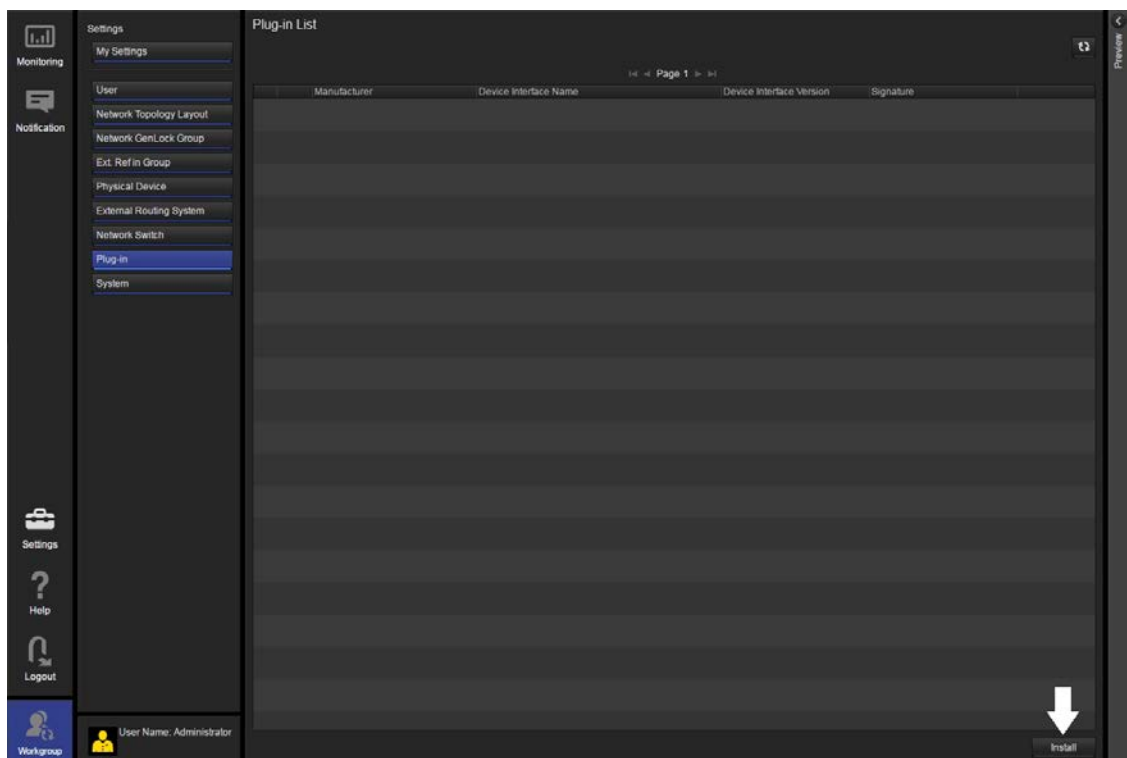 Monitoring
Notification
Settings
Help
Logout
Workgroup
Settings
My Settings
User
Network Topology Layout
Network GenLock Group
Ext. Ref in Group
Physical Device
External Routing System
Network Switch
Plug-in
System
User Name: Administrator
Plug-in List
Page 1
Manufacturer Device Interface Name Device Interface Version Signature
Install
Preview